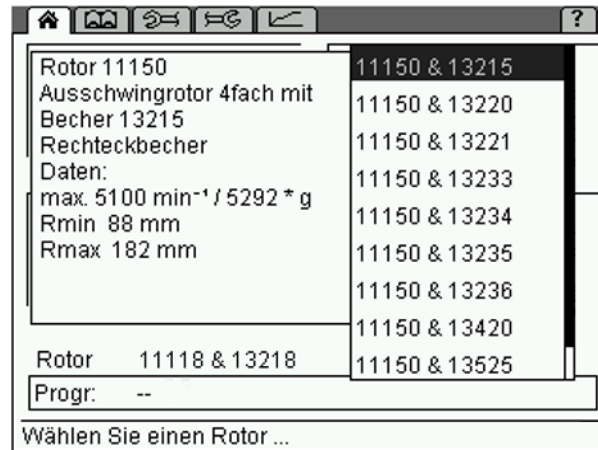 ?
Rotor 11150
Ausschwingrotor 4fach mit
Becher 13215
Rechteckbecher
Daten:
max. 5100 min⁻¹ / 5292 * g
Rmin 88 mm
Rmax 182 mm
11150 & 13215
11150 & 13220
11150 & 13221
11150 & 13233
11150 & 13234
11150 & 13235
11150 & 13236
11150 & 13420
11150 & 13525
Rotor 11118 & 13218
Progr: --
Wählen Sie einen Rotor ...